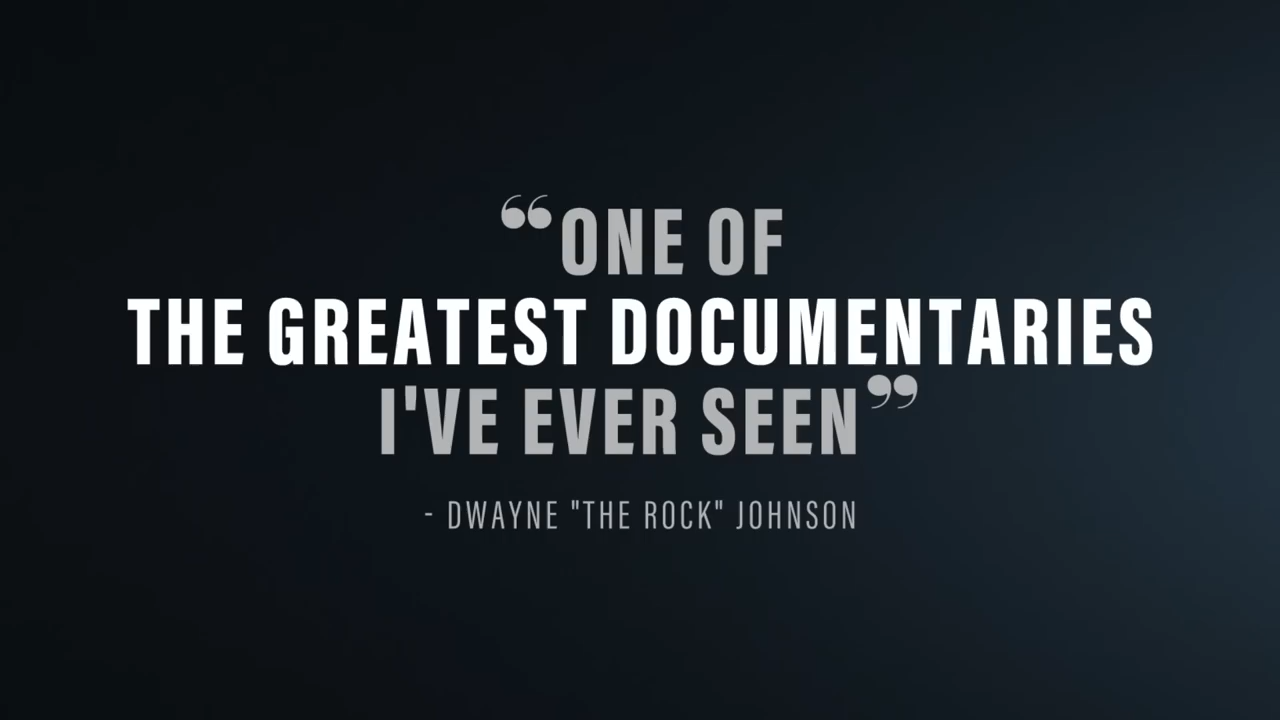 “ONE OF
THE GREATEST DOCUMENTARIES
I'VE EVER SEEN”
- DWAYNE "THE ROCK" JOHNSON